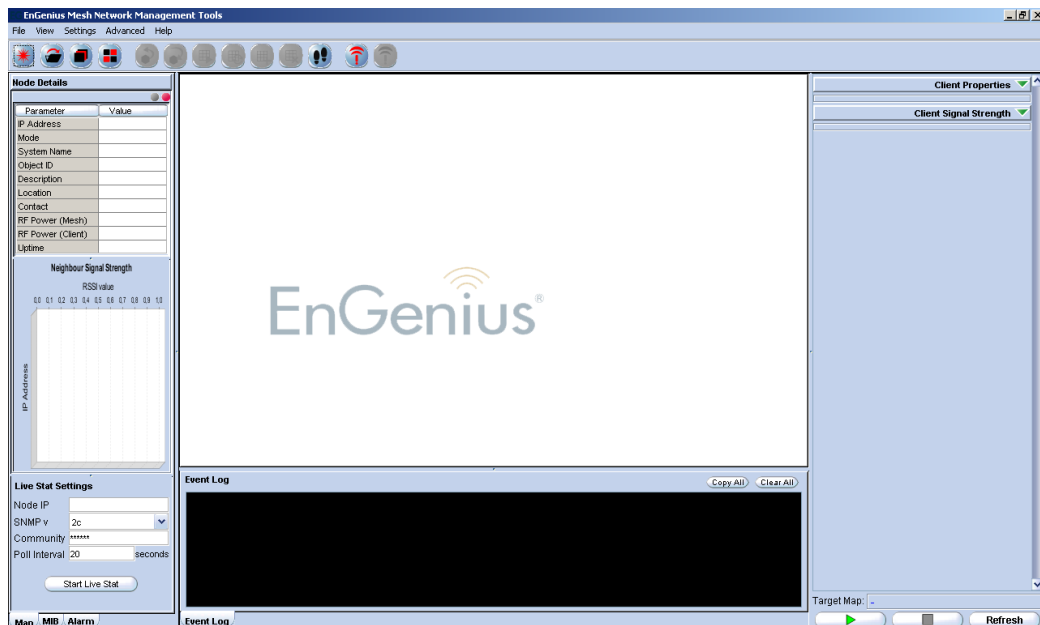 EnGenius Mesh Network Management Tools
File View Settings Advanced Help
Node Details
Parameter Value
IP Address
Mode
System Name
Object ID
Description
Location
Contact
RF Power (Mesh)
RF Power (Client)
Uptime
Neighbour Signal Strength
RSSI value
0,0 0,1 0,2 0,3 0,4 0,5 0,6 0,7 0,8 0,9 1,0
IP Address
Live Stat Settings
Node IP
SNMP v 2c
Community ******
Poll Interval 20 seconds
Start Live Stat
Map MIB Alarm
EnGenius®
Event Log Copy All Clear All
Event Log
Client Properties
Client Signal Strength
Target Map: -
Refresh